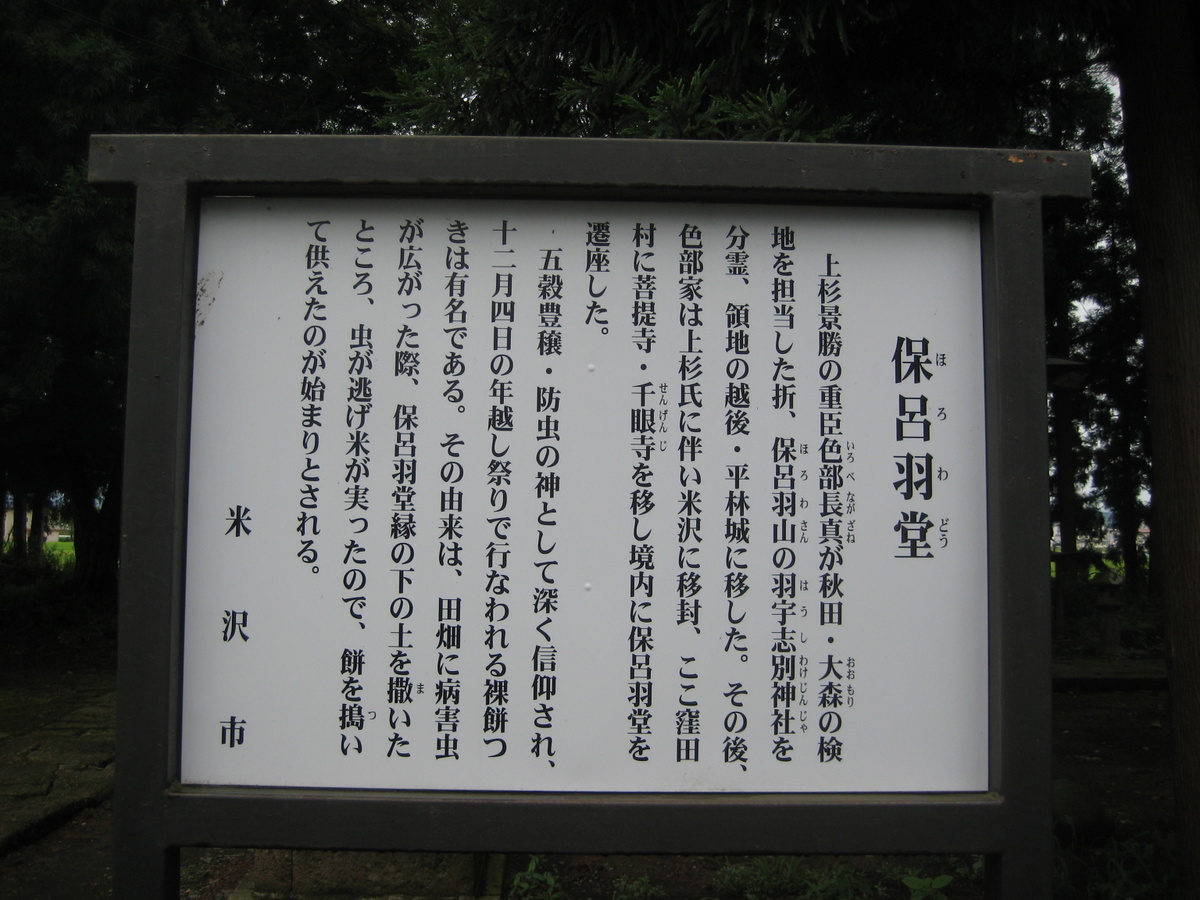 保呂羽堂
上杉景勝の重臣色部長真が秋田・大森の検
地を担当した折、保呂羽山の羽宇志別神社を
分霊、領地の越後・平林城に移した。その後、
色部家は上杉氏に伴い米沢に移封、ここ窪田
村に菩提寺・千眼寺を移し境内に保呂羽堂を
遷座した。
五穀豊穣・防虫の神として深く信仰され、
十二月四日の年越し祭りで行なわれる裸餅つ
きは有名である。その由来は、田畑に病害虫
が広がった際、保呂羽堂縁の下の土を撒いた
ところ、虫が逃げ米が実ったので、餅を搗い
て供えたのが始まりとされる。
米沢市